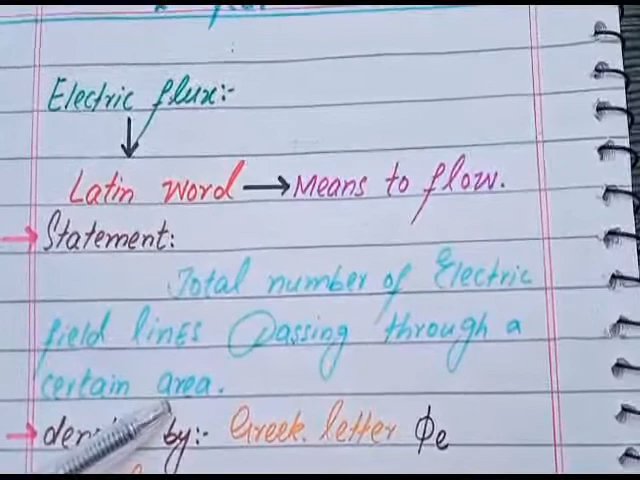 Electric flux:-
Latin word → Means to flow.
→ Statement:
Total number of Electric
field lines Passing through a
certain area.
→ by:- Greek. letter ɸe